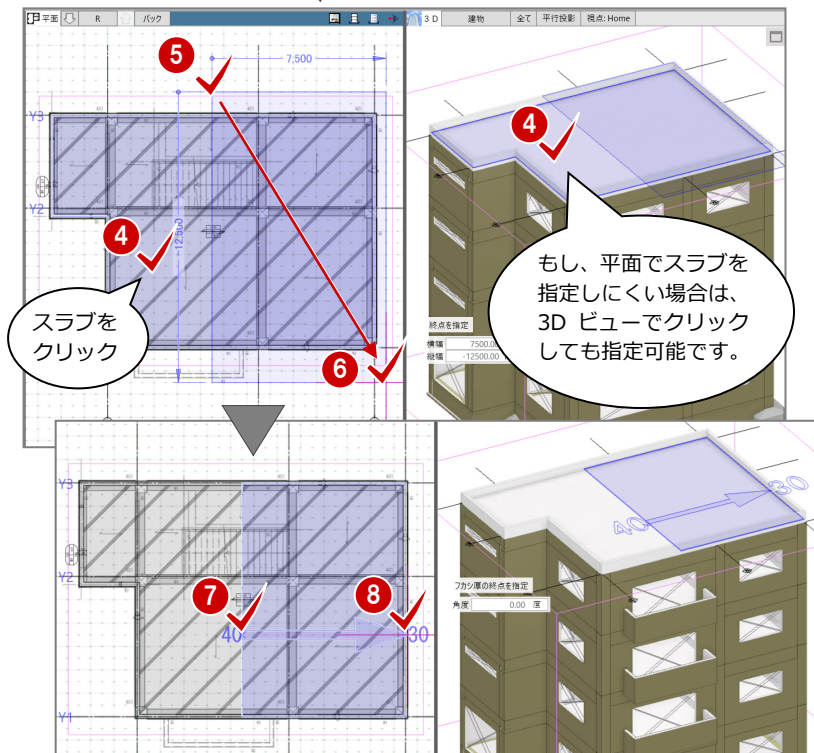 平面 R バック
3D 建物 全て 平行投影 視点: Home
5
7,500
Y3
4
Y2
-12,500
4
スラブを
クリック
もし、平面でスラブを
指定しにくい場合は、
3D ビューでクリック
しても指定可能です。
終点を指定
横幅 7500.00
縦幅 -12500.00
6
Y3
Y2
7
8
40
30
Y1
40
30
フカシ厚の終点を指定
角度 0.00 度